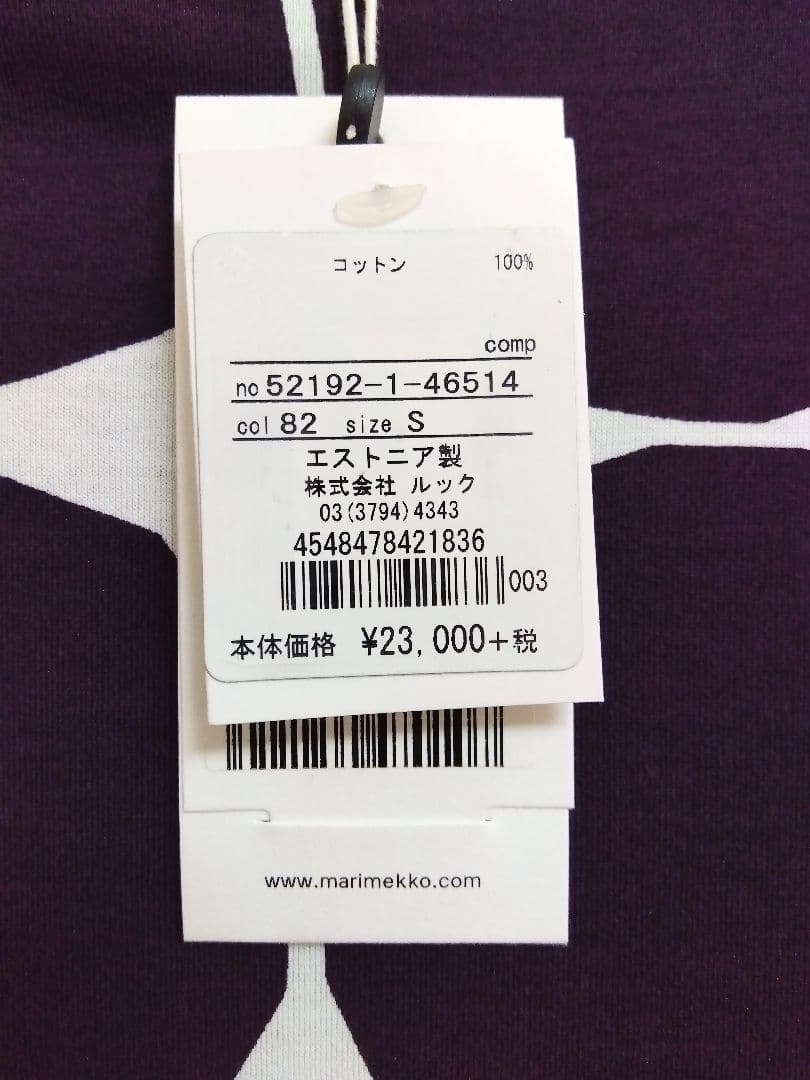 コットン 100%
comp
no 52192-1-46514
col 82 size S
エストニア製
株式会社 ルック
03(3794)4343
4548478421836
003
本体価格 ¥23,000+税
www.marimekko.com